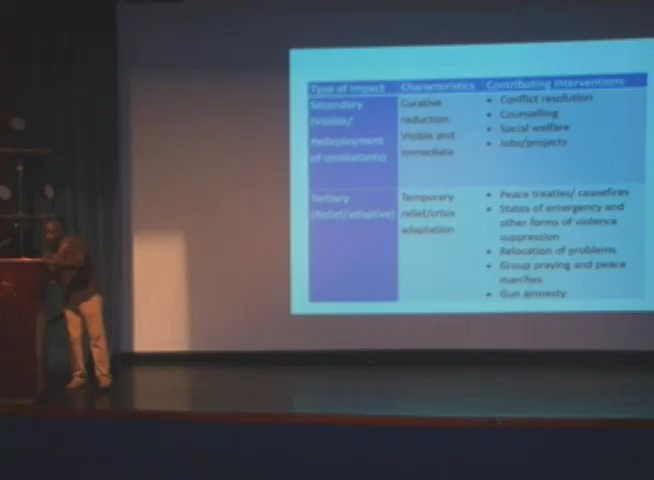 Type of Impact
Characteristics
Contributing Interventions
Secondary
(Visible/
Redeployment
of combatants)
Curative
reduction:
Visible and
immediate
• Conflict resolution
• Counselling
• Social welfare
• Jobs/projects
Tertiary
(Relief/adaptive)
Temporary
relief/crisis
adaptation
• Peace treaties/ ceasefires
• States of emergency and
other forms of violence
suppression
• Relocation of problems
• Group praying and peace
marches
• Gun amnesty